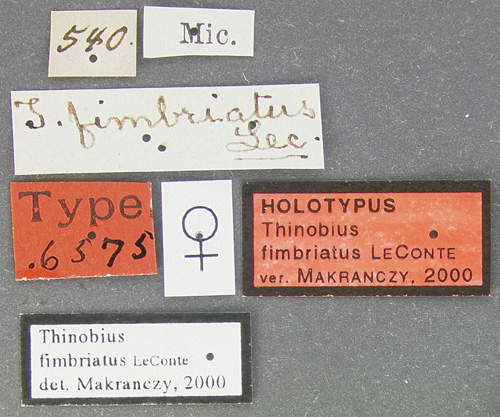 540.
Mic.
T. fimbriatus
Lec.
Type
.6575
♀
HOLOTYPUS
Thinobius
fimbriatus LECONTE
ver. MAKRANCZY, 2000
Thinobius
fimbriatus LeConte
det. Makranczy, 2000